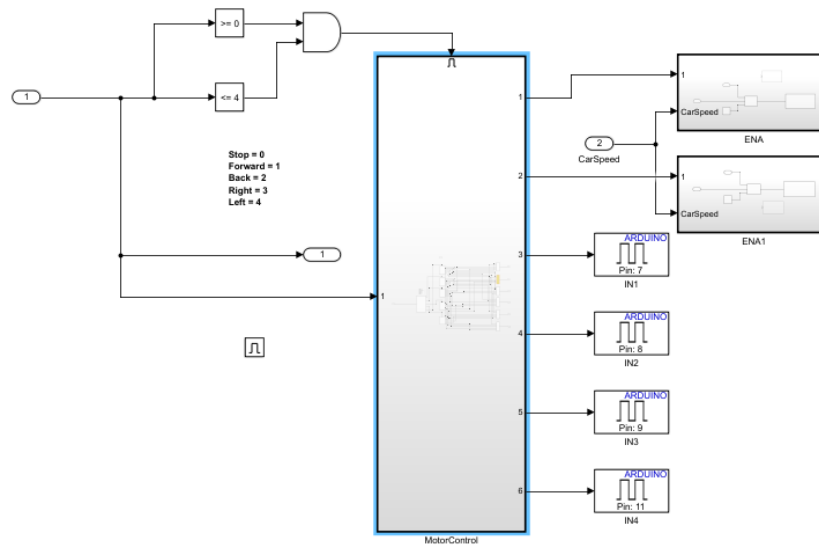 >= 0
1
<= 4
Stop = 0
Forward = 1
Back = 2
Right = 3
Left = 4
1
1
MotorControl
1
2
3
4
5
6
2
CarSpeed
1
CarSpeed
ENA
1
CarSpeed
ENA1
ARDUINO
Pin: 7
IN1
ARDUINO
Pin: 8
IN2
ARDUINO
Pin: 9
IN3
ARDUINO
Pin: 11
IN4